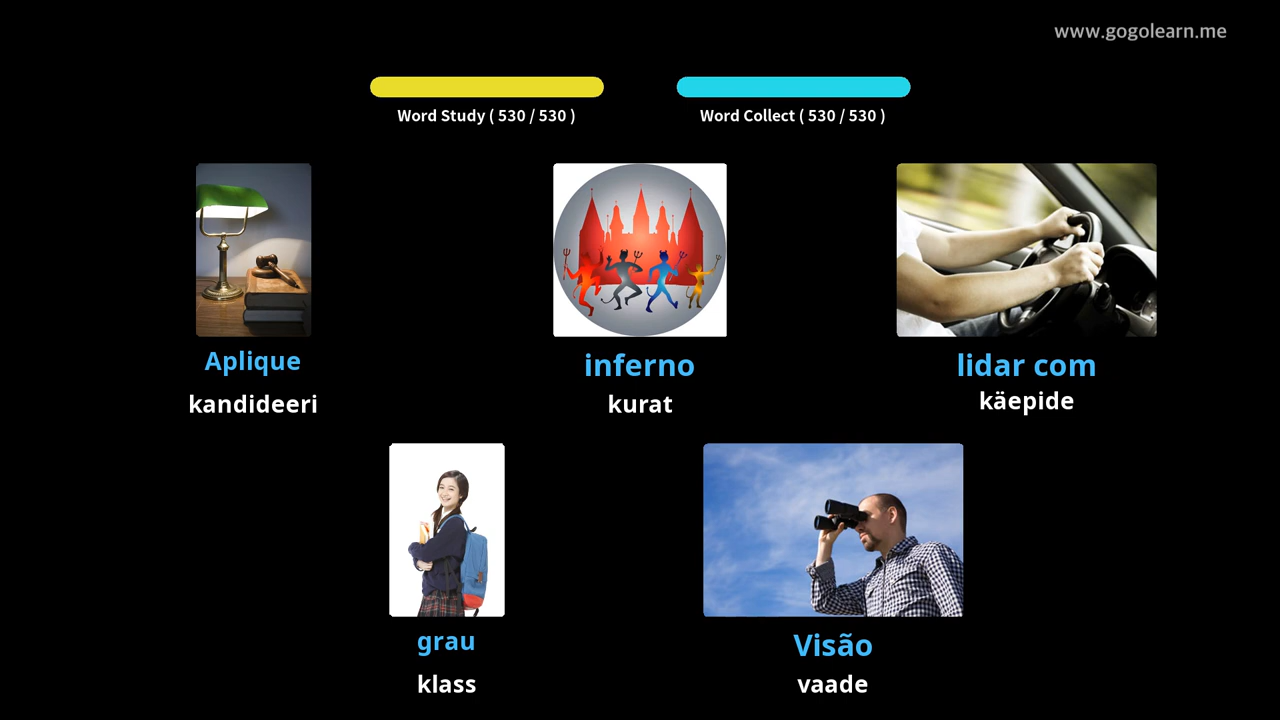 www.gogolearn.me
Word Study ( 530 / 530 )
Word Collect ( 530 / 530 )
Aplique
kandideeri
inferno
kurat
lidar com
käepide
grau
klass
Visão
vaade